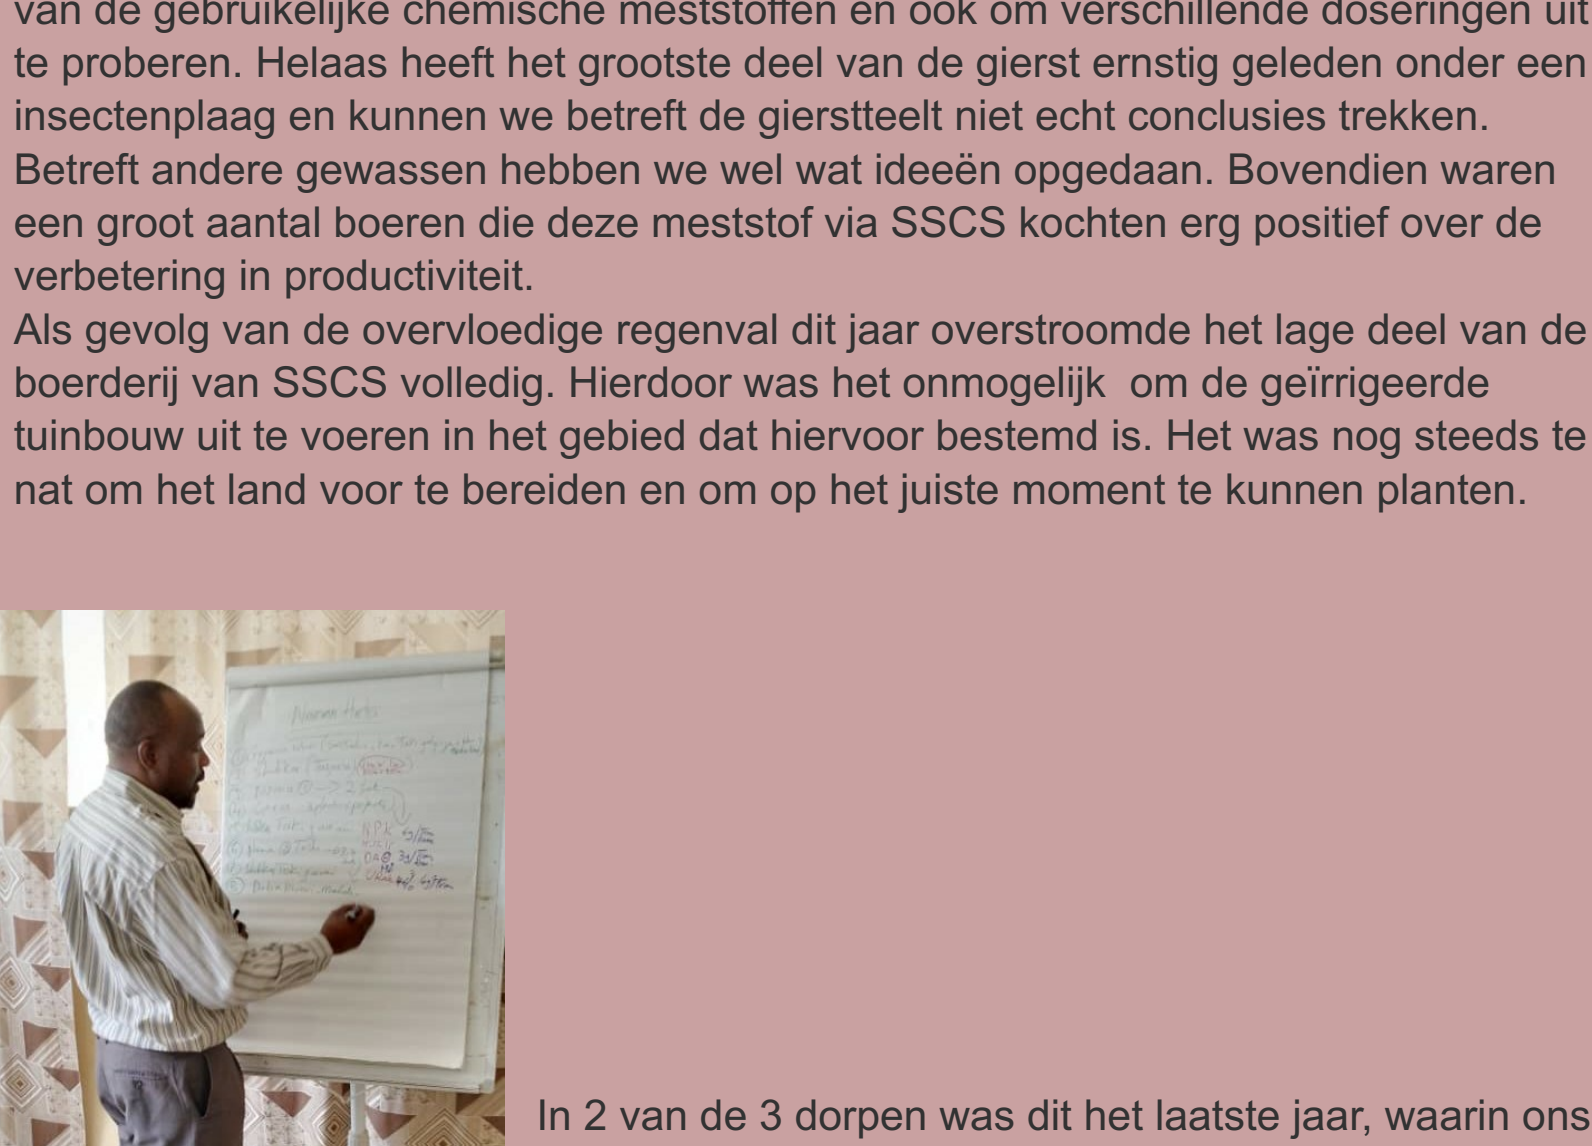 van de gebruikelijke chemische meststoffen en ook om verschillende doseringen uit
te proberen. Helaas heeft het grootste deel van de gierst ernstig geleden onder een
insectenplaag en kunnen we betreft de gierstteelt niet echt conclusies trekken.
Betreft andere gewassen hebben we wel wat ideeën opgedaan. Bovendien waren
een groot aantal boeren die deze meststof via SSCS kochten erg positief over de
verbetering in productiviteit.
Als gevolg van de overvloedige regenval dit jaar overstroomde het lage deel van de
boerderij van SSCS volledig. Hierdoor was het onmogelijk  om de geïrrigeerde
tuinbouw uit te voeren in het gebied dat hiervoor bestemd is. Het was nog steeds te
nat om het land voor te bereiden en om op het juiste moment te kunnen planten.
NPK
In 2 van de 3 dorpen was dit het laatste jaar, waarin ons